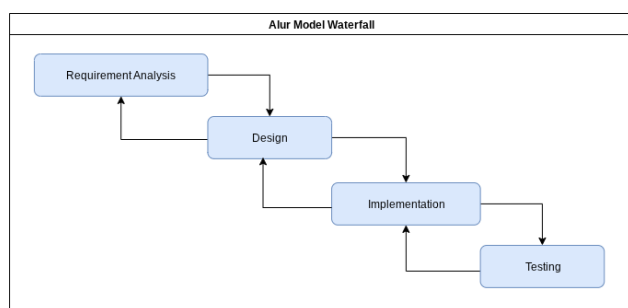 Alur Model Waterfall
Requirement Analysis
Design
Implementation
Testing